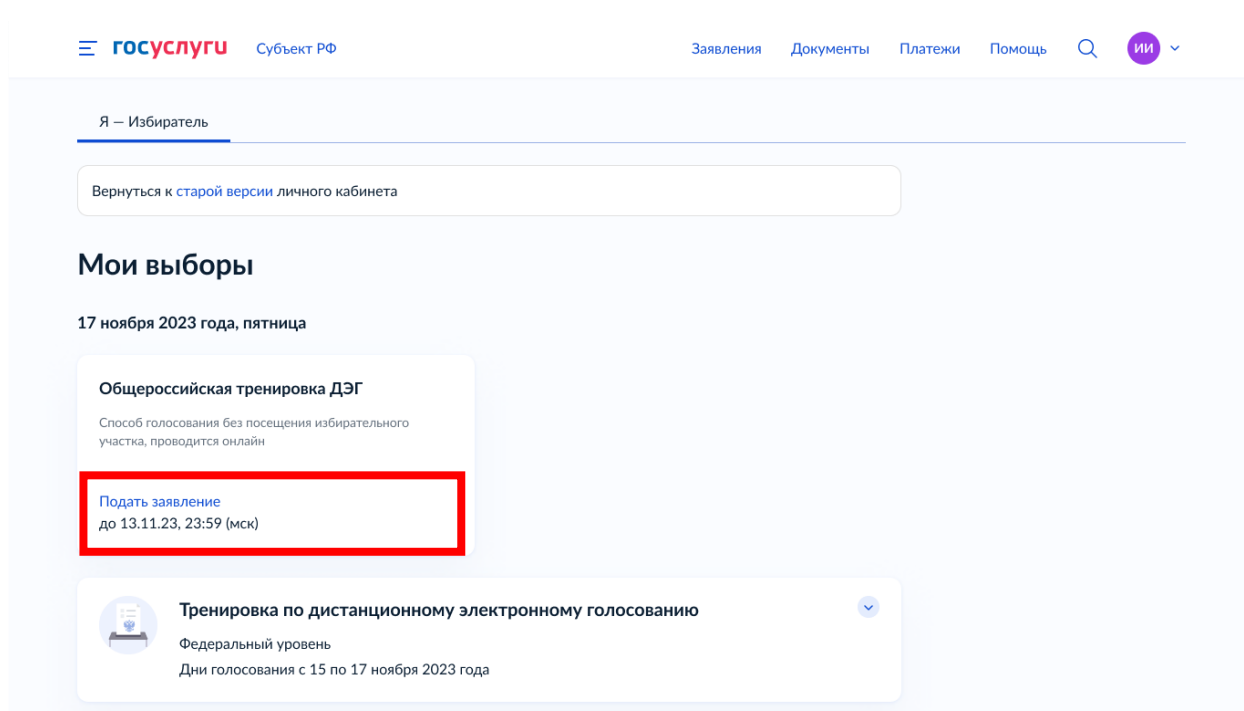 госуслуги Субъект РФ Заявления Документы Платежи Помощь ИИ
Я — Избиратель
Вернуться к старой версии личного кабинета
Мои выборы
17 ноября 2023 года, пятница
Общероссийская тренировка ДЭГ
Способ голосования без посещения избирательного
участка, проводится онлайн
Подать заявление
до 13.11.23, 23:59 (мск)
Тренировка по дистанционному электронному голосованию
Федеральный уровень
Дни голосования с 15 по 17 ноября 2023 года